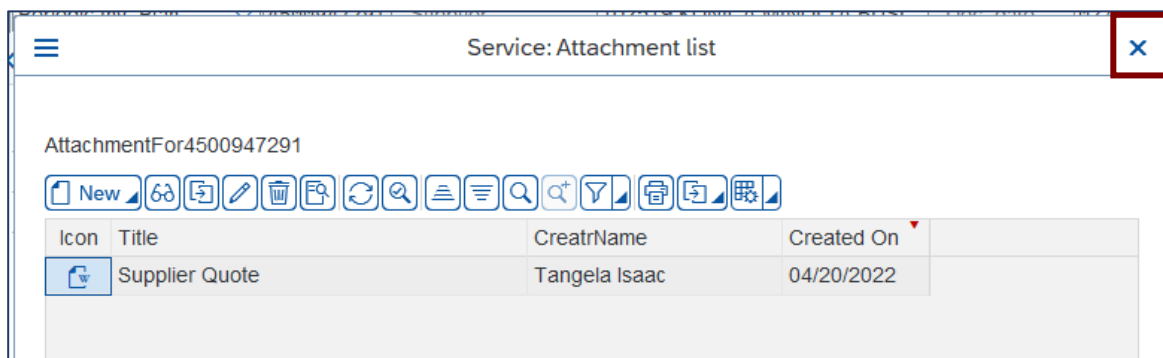 Service: Attachment list
AttachmentFor4500947291
New
Icon Title CreatrName Created On
W Supplier Quote Tangela Isaac 04/20/2022